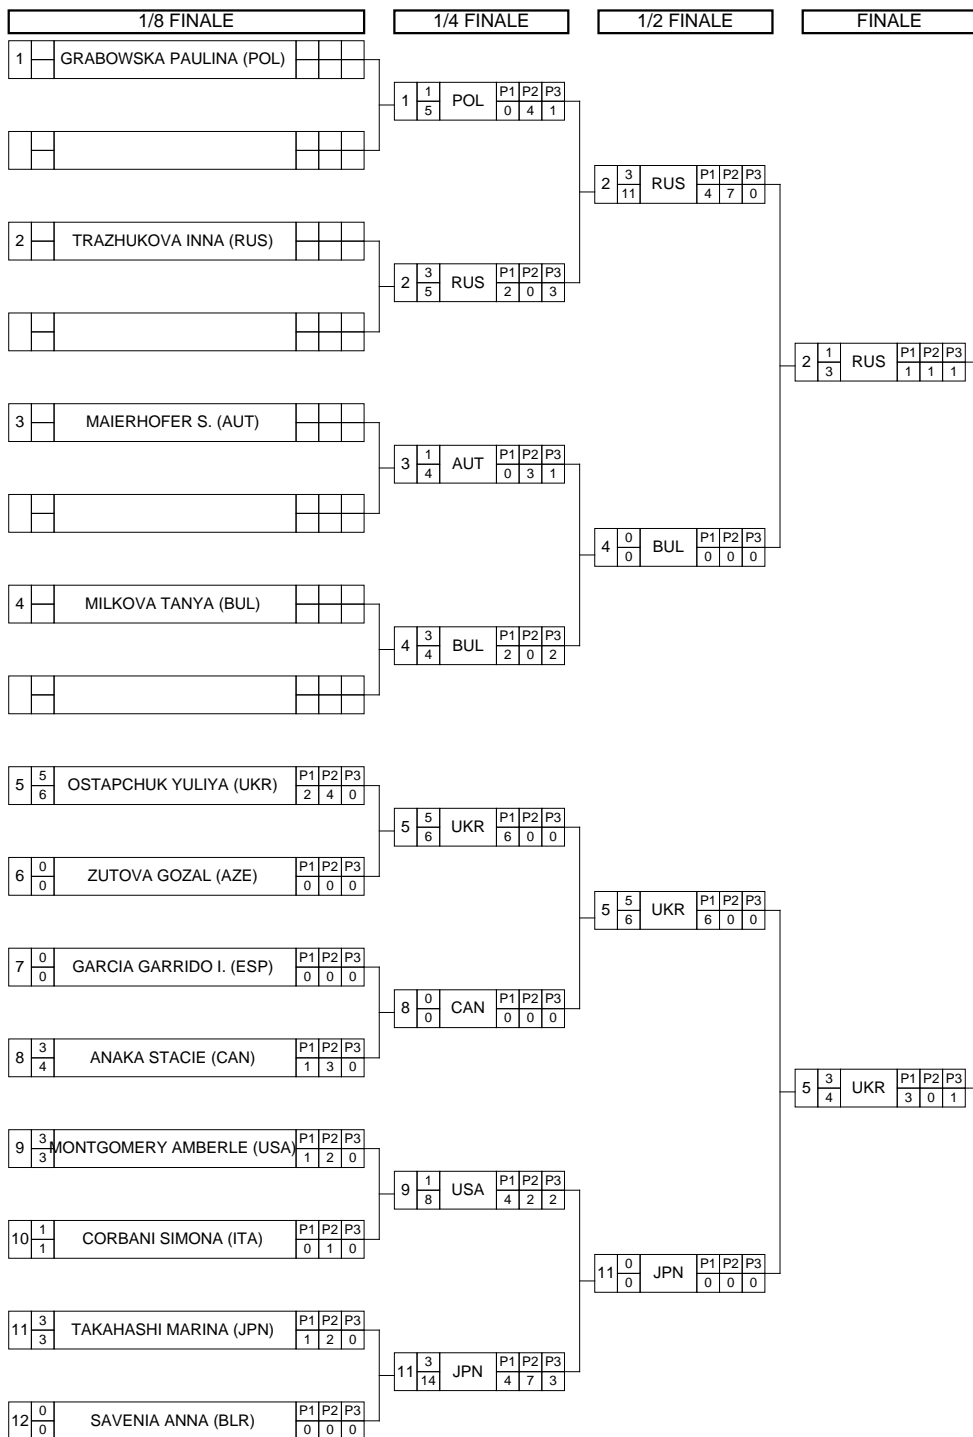 1/8 FINALE 1/4 FINALE 1/2 FINALE FINALE
1 GRABOWSKA PAULINA (POL)
1 1 POL P1 P2 P3
5 0 4 1
2 3 RUS P1 P2 P3
11 4 7 0
2 TRAZHUKOVA INNA (RUS)
2 3 RUS P1 P2 P3
5 2 0 3
2 1 RUS P1 P2 P3
3 1 1 1
3 MAIERHOFER S. (AUT)
3 1 AUT P1 P2 P3
4 0 3 1
4 0 BUL P1 P2 P3
0 0 0 0
4 MILKOVA TANYA (BUL)
4 3 BUL P1 P2 P3
4 2 0 2
5 5 OSTAPCHUK YULIYA (UKR) P1 P2 P3
6 2 4 0
5 5 UKR P1 P2 P3
6 6 0 0
6 0 ZUTOVA GOZAL (AZE) P1 P2 P3
0 0 0 0
5 5 UKR P1 P2 P3
6 6 0 0
7 0 GARCIA GARRIDO I. (ESP) P1 P2 P3
0 0 0 0
8 0 CAN P1 P2 P3
0 0 0 0
8 3 ANAKA STACIE (CAN) P1 P2 P3
4 1 3 0
5 3 UKR P1 P2 P3
4 3 0 1
9 3 MONTGOMERY AMBERLE (USA) P1 P2 P3
3 1 2 0
9 1 USA P1 P2 P3
8 4 2 2
10 1 CORBANI SIMONA (ITA) P1 P2 P3
1 0 1 0
11 0 JPN P1 P2 P3
0 0 0 0
11 3 TAKAHASHI MARINA (JPN) P1 P2 P3
3 1 2 0
11 3 JPN P1 P2 P3
14 4 7 3
12 0 SAVENIA ANNA (BLR) P1 P2 P3
0 0 0 0